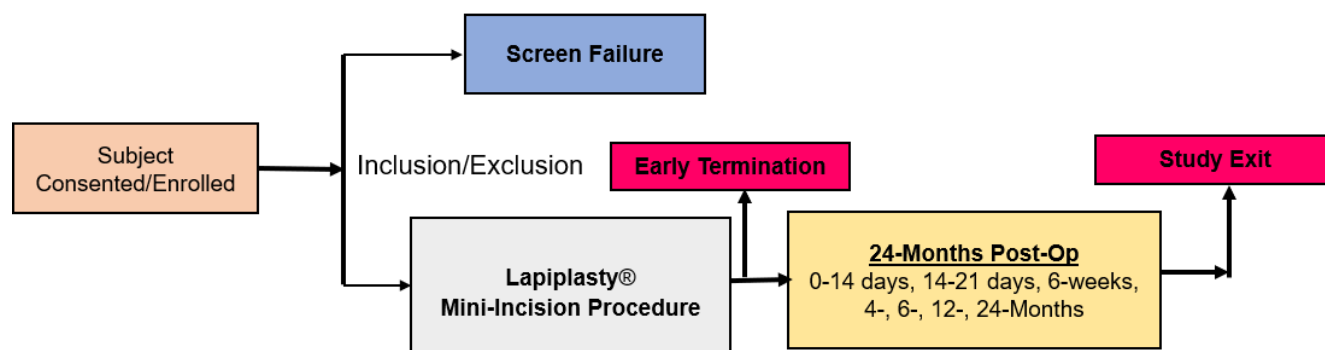 Screen Failure
Subject
Consented/Enrolled
Inclusion/Exclusion
Early Termination
Study Exit
Lapiplasty®
Mini-Incision Procedure
24-Months Post-Op
0-14 days, 14-21 days, 6-weeks,
4-, 6-, 12-, 24-Months